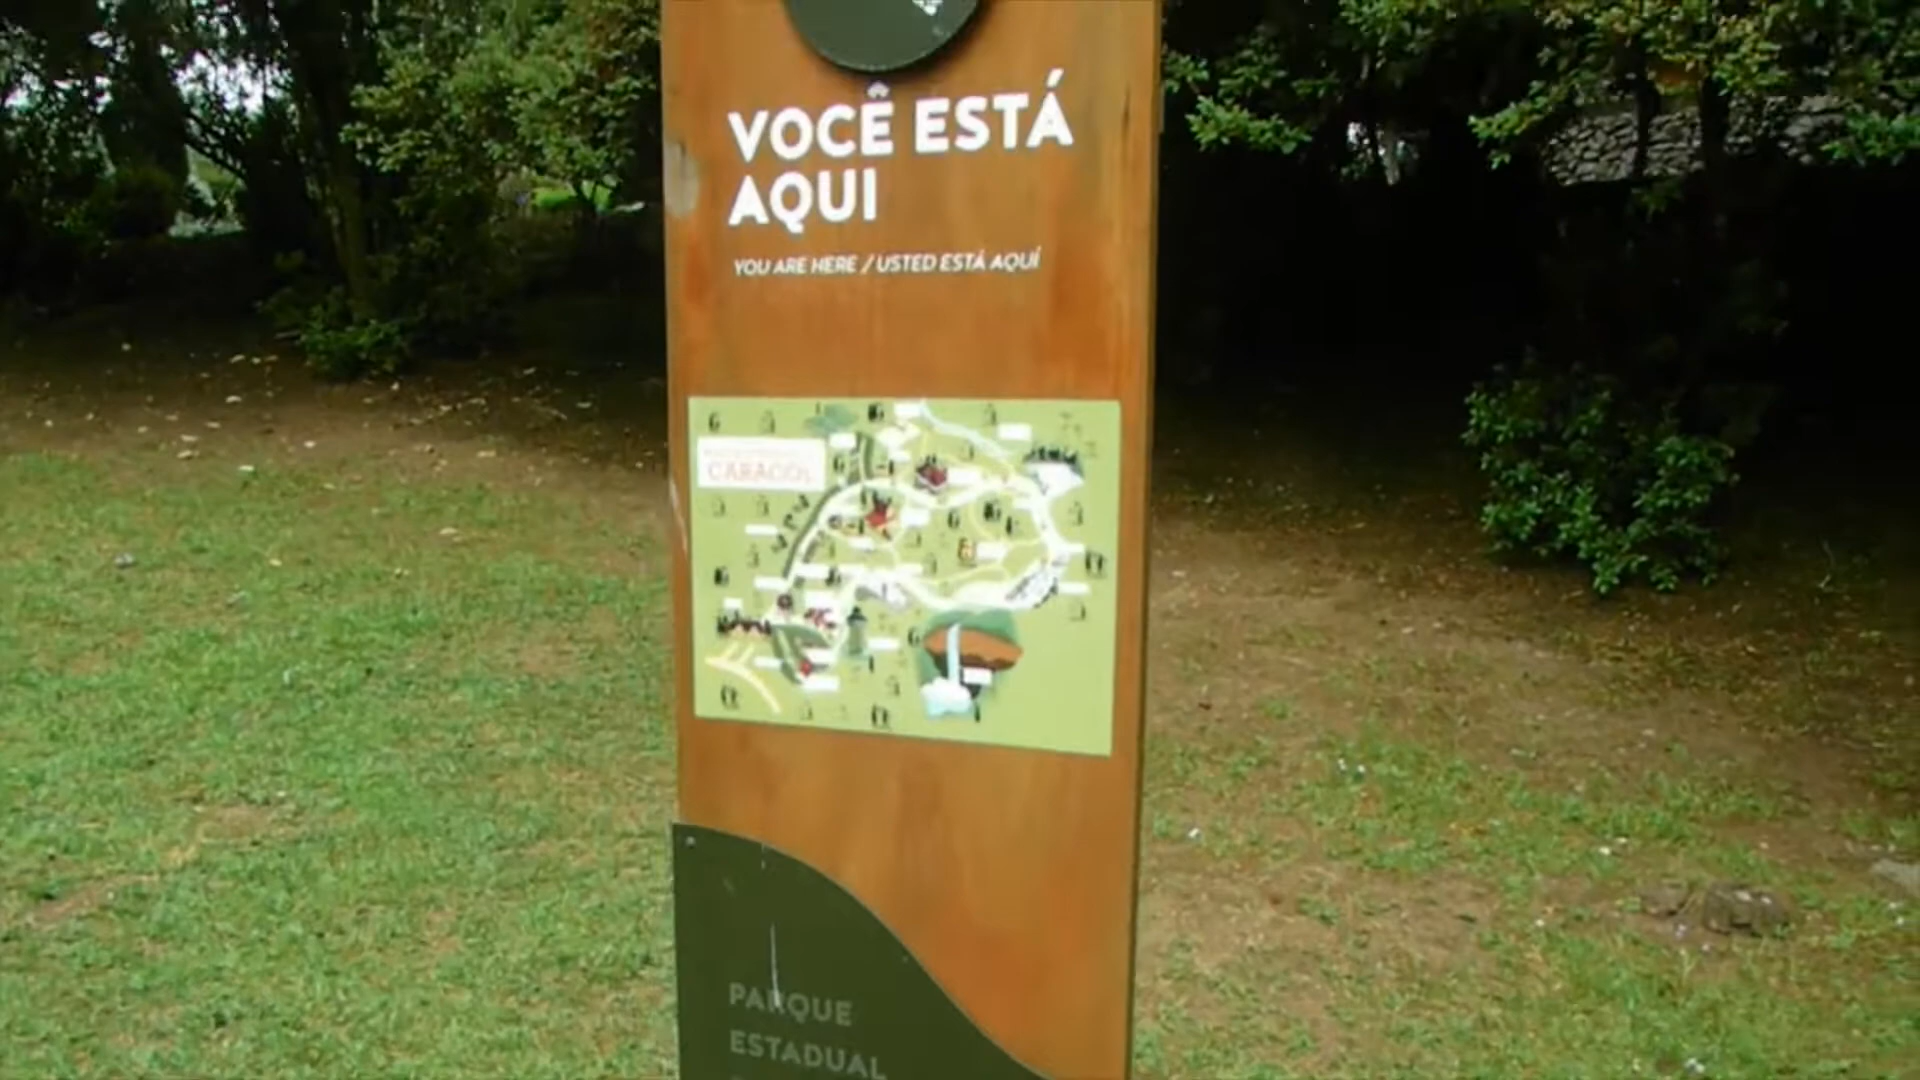 VOCÊ ESTÁ
AQUI
YOU ARE HERE / USTED ESTÁ AQUÍ
CARACOL
PARQUE
ESTADUAL